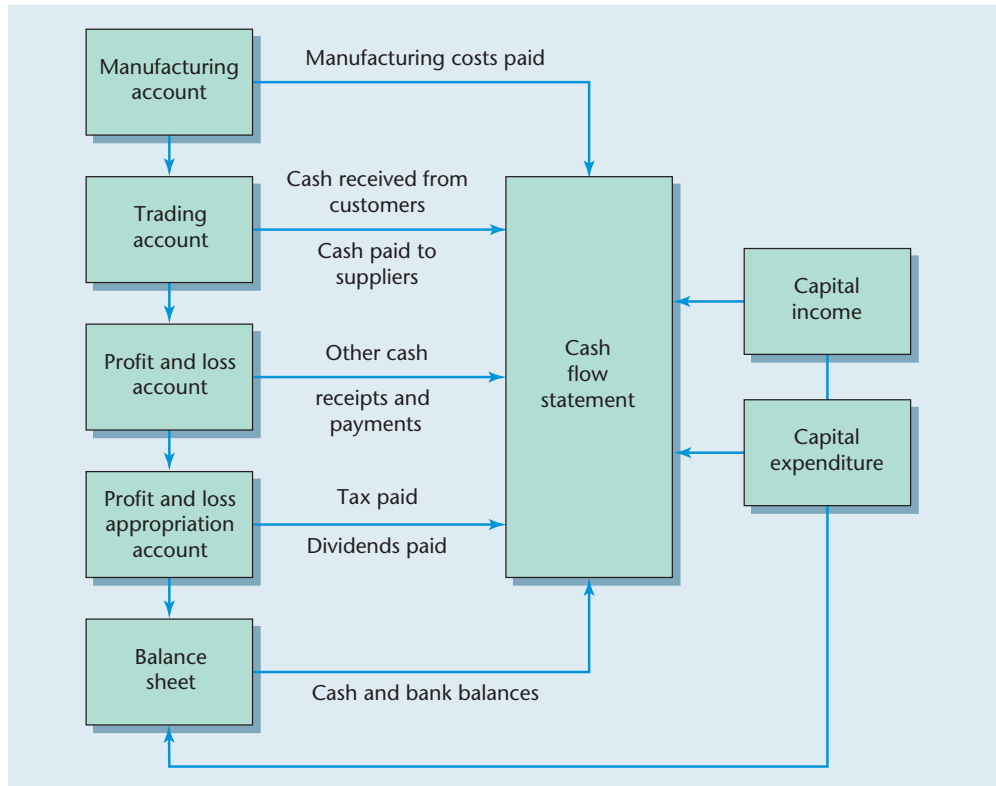 Manufacturing
account
Manufacturing costs paid
Trading
account
Cash received from
customers
Cash paid to
suppliers
Profit and loss
account
Other cash
receipts and
payments
Profit and loss
appropriation
account
Tax paid
Dividends paid
Balance
sheet
Cash and bank balances
Cash
flow
statement
Capital
income
Capital
expenditure